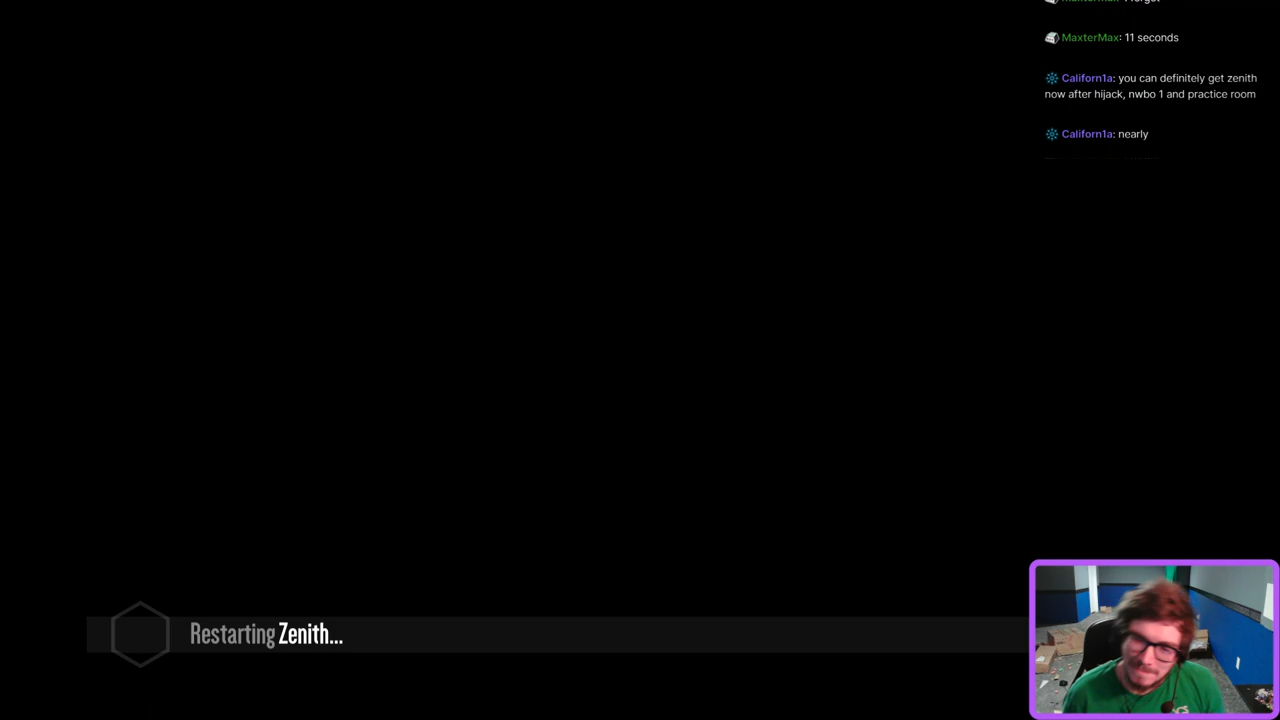 MaxterMax: 11 seconds
Californ1a: you can definitely get zenith
now after hijack, nwbo 1 and practice room
Californ1a: nearly
Restarting Zenith...